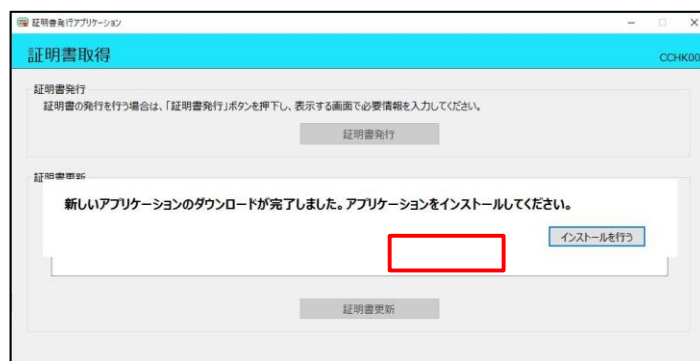 証明書発行アプリケーション
証明書取得
CCHK00
証明書発行
証明書の発行を行う場合は、「証明書発行」ボタンを押下し、表示する画面で必要情報を入力してください。
証明書発行
証明書更新
新しいアプリケーションのダウンロードが完了しました。アプリケーションをインストールしてください。
インストールを行う
証明書更新